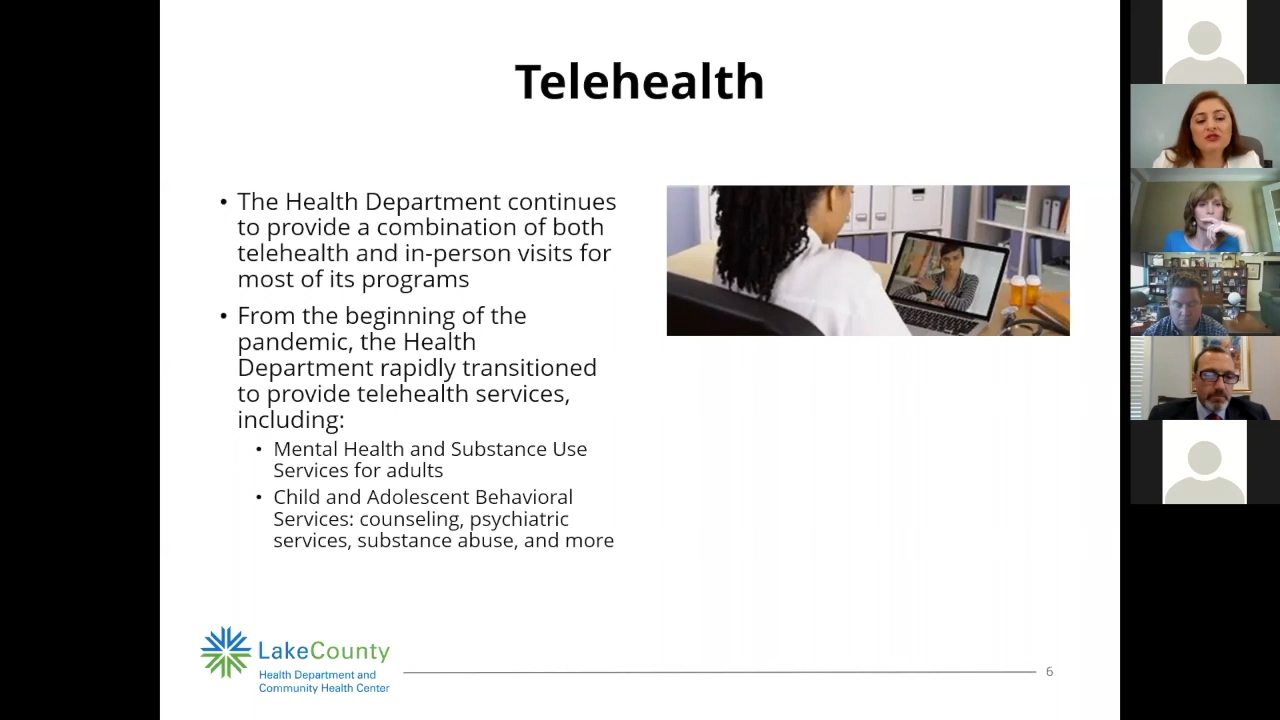 Telehealth
• The Health Department continues
to provide a combination of both
telehealth and in-person visits for
most of its programs
• From the beginning of the
pandemic, the Health
Department rapidly transitioned
to provide telehealth services,
including:
• Mental Health and Substance Use
Services for adults
• Child and Adolescent Behavioral
Services: counseling, psychiatric
services, substance abuse, and more
LakeCounty
Health Department and
Community Health Center
6